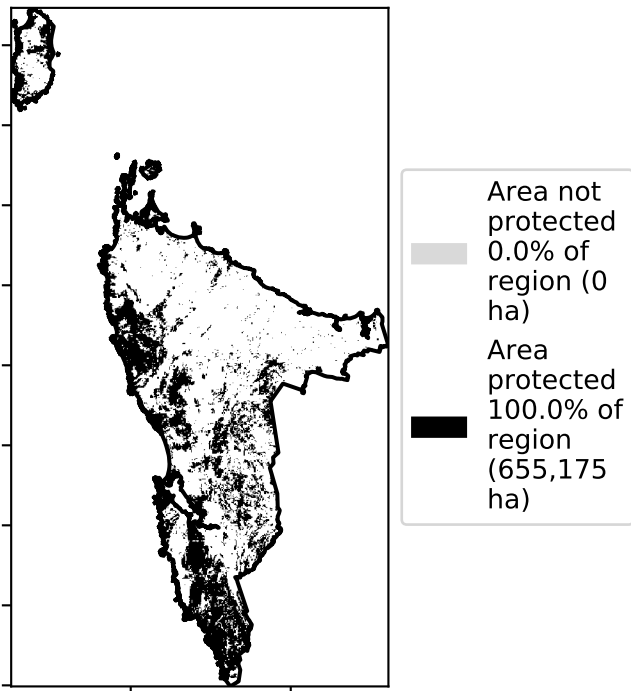 Area not
protected
0.0% of
region (0
ha)
Area
protected
100.0% of
region
(655,175
ha)